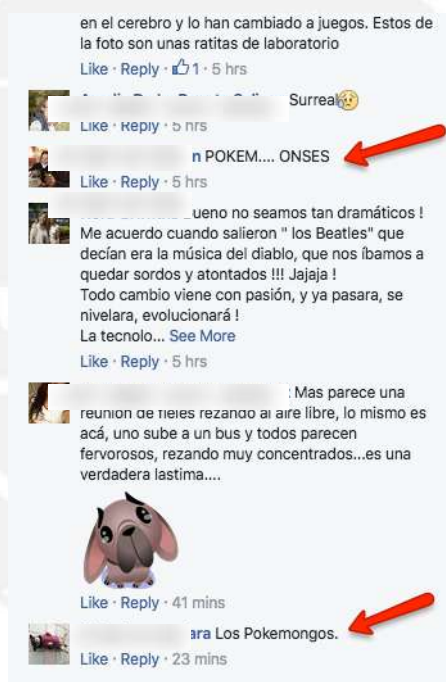 en el cerebro y lo han cambiado a juegos. Estos de
la foto son unas ratitas de laboratorio
Like · Reply · 1 · 5 hrs
Surreal
Like · Reply · 5 hrs
n POKEM.... ONSES
Like · Reply · 5 hrs
ueno no seamos tan dramáticos !
Me acuerdo cuando salieron " los Beatles" que
decían era la música del diablo, que nos íbamos a
quedar sordos y atontados !!! Jajaja !
Todo cambio viene con pasión, y ya pasara, se
nivelara, evolucionará !
La tecnolo... See More
Like · Reply · 5 hrs
: Mas parece una
reunion de fieles rezando al aire libre, lo mismo es
acá, uno sube a un bus y todos parecen
fervorosos, rezando muy concentrados...es una
verdadera lastima....
Like · Reply · 41 mins
ara Los Pokemongos.
Like · Reply · 23 mins